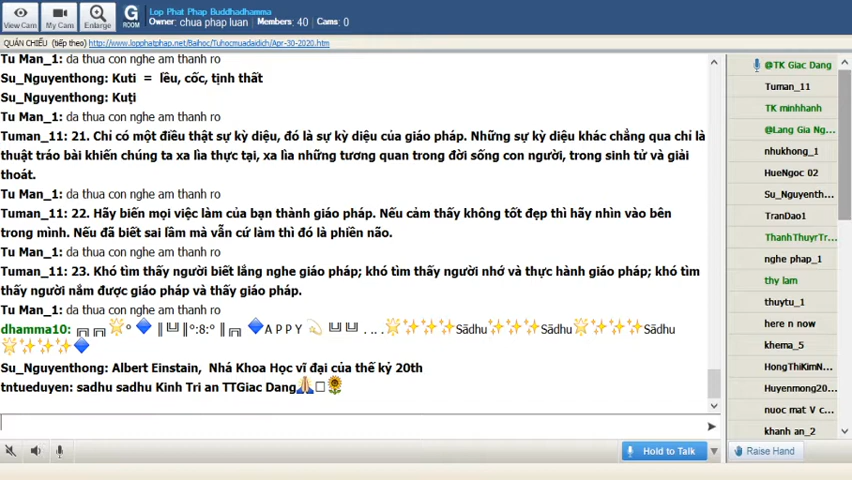 Lop Phat Phap Buddhadhamma
Owner: chua phap luan Members: 40 Cams: 0
View Cam My Cam Enlarge G ROOM
QUÁN CHIẾU (tiếp theo) http://www.lopphatphap.net/Baihoc/Tuhocmuadaidich/Apr-30-2020.htm
Tu Man_1: da thua con nghe am thanh ro
Su_Nguyenthong: Kuti = lều, cốc, tịnh thất
Su_Nguyenthong: Kuṭi
Tu Man_1: da thua con nghe am thanh ro
Tuman_11: 21. Chỉ có một điều thật sự kỳ diệu, đó là sự kỳ diệu của giáo pháp. Những sự kỳ diệu khác chẳng qua chỉ là
thuật tráo bài khiến chúng ta xa lìa thực tại, xa lìa những tương quan trong đời sống con người, trong sinh tử và giải
thoát.
Tu Man_1: da thua con nghe am thanh ro
Tuman_11: 22. Hãy biến mọi việc làm của bạn thành giáo pháp. Nếu cảm thấy không tốt đẹp thì hãy nhìn vào bên
trong mình. Nếu đã biết sai lầm mà vẫn cứ làm thì đó là phiền não.
Tu Man_1: da thua con nghe am thanh ro
Tuman_11: 23. Khó tìm thấy người biết lắng nghe giáo pháp; khó tìm thấy người nhớ và thực hành giáo pháp; khó tìm
thấy người nắm được giáo pháp và thấy giáo pháp.
Tu Man_1: da thua con nghe am thanh ro
dhamma10: ╔╗╔╗🌟° 🔷 ║╚╝║°:8:° ║╔╗ 🔷A P P Y 💫 ╚╝╚╝ . .. . 🌟✨✨✨Sādhu✨✨✨Sādhu🌟✨✨✨Sādhu
🌟✨✨✨🔷
Su_Nguyenthong: Albert Einstain, Nhá Khoa Học vĩ đại của thế kỷ 20th
tntueduyen: sadhu sadhu Kinh Tri an TTGiac Dang🙏🏻🌻
@TK Giac Dang
Tuman_11
TK minhhanh
@Lang Gia Ng...
nhukhong_1
HueNgoc 02
Su_Nguyenth...
TranDao1
ThanhThuyrTr...
nghe phap_1
thy lam
thuytu_1
here n now
khema_5
HongThiKimN...
Huyenmong20...
nuoc mat V c...
khanh an_2
Hold to Talk
Raise Hand